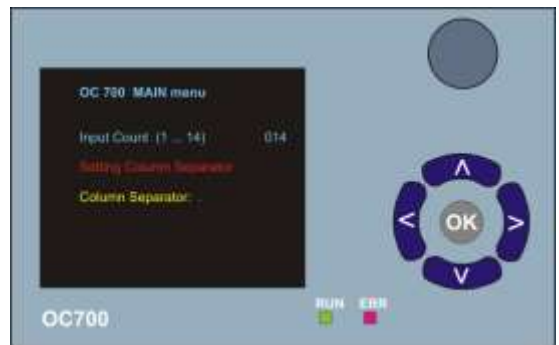 OC 700 MAIN menu
Input Count (1 ... 14) 014
Setting Column Separator
Column Separator: .
< ^ OK v >
RUN ERR
OC700